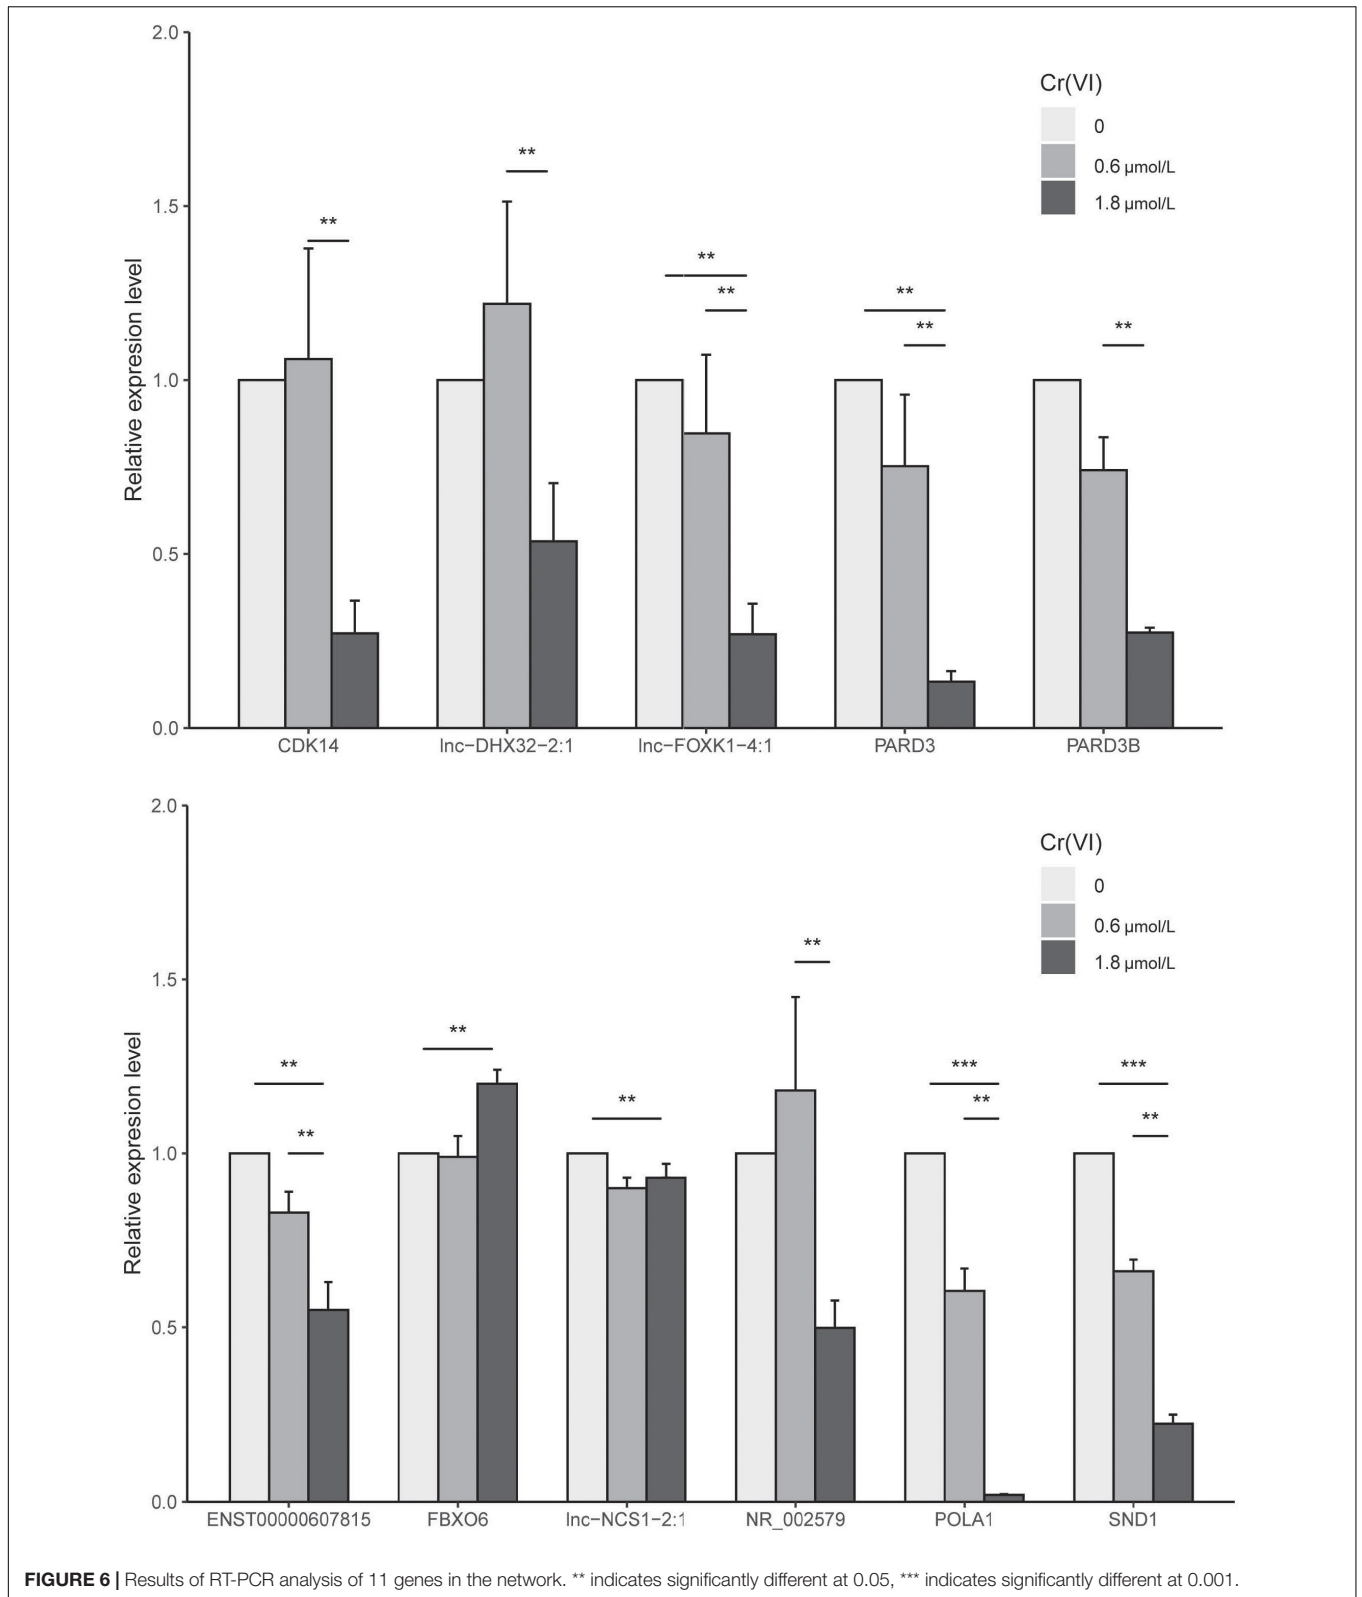 2.0
Cr(VI)
0
0.6 µmol/L
1.8 µmol/L
**
**
1.5
**
**
**
**
**
**
Relative expresion level
1.0
0.5
0.0
CDK14
lnc−DHX32−2:1
lnc−FOXK1−4:1
PARD3
PARD3B
2.0
Cr(VI)
0
0.6 µmol/L
1.8 µmol/L
**
1.5
**
**
***
***
**
**
**
**
Relative expresion level
1.0
0.5
0.0
ENST00000607815
FBXO6
lnc−NCS1−2:1
NR_002579
POLA1
SND1
FIGURE 6 | Results of RT-PCR analysis of 11 genes in the network. ** indicates significantly different at 0.05, *** indicates significantly different at 0.001.